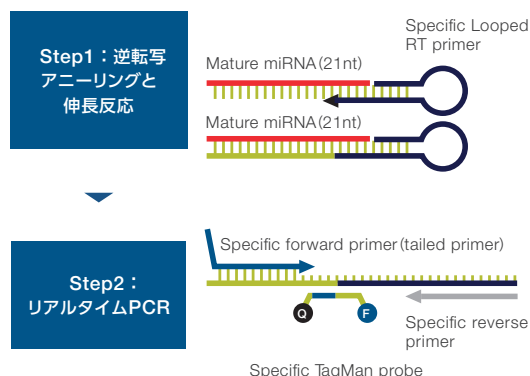 Step1：逆転写
アニーリングと
伸長反応
Specific Looped
RT primer
Mature miRNA(21nt)
Mature miRNA(21nt)
Step2：
リアルタイムPCR
Specific forward primer(tailed primer)
Q
F
Specific reverse
primer
Specific TaqMan probe